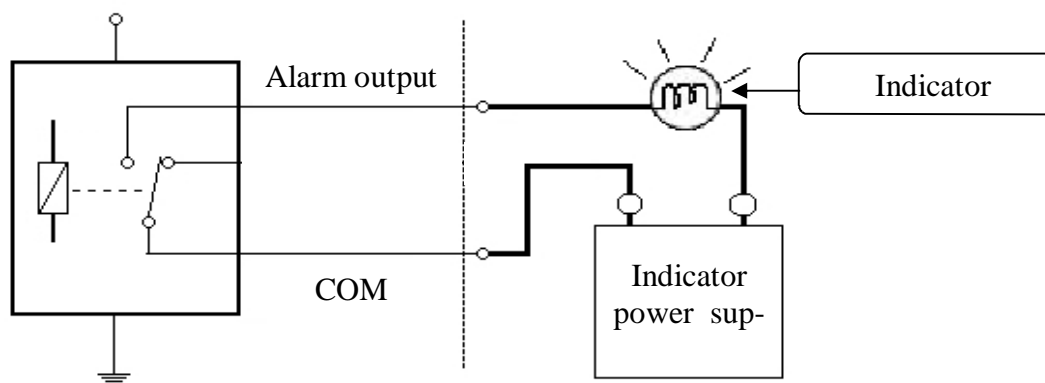 Alarm output
Indicator
COM
Indicator
power sup-